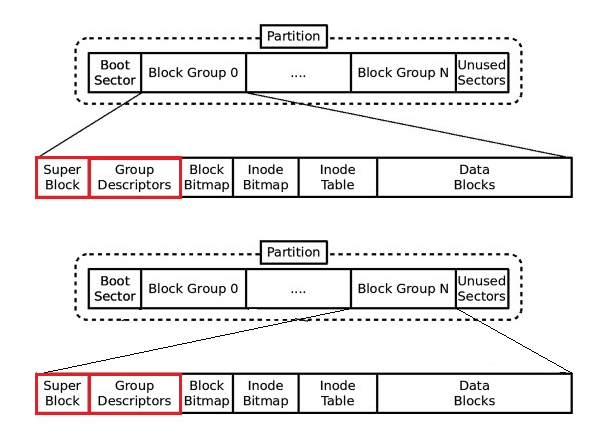 Partition
Boot Sector
Block Group 0
....
Block Group N
Unused Sectors
Super Block
Group Descriptors
Block Bitmap
Inode Bitmap
Inode Table
Data Blocks
Partition
Boot Sector
Block Group 0
....
Block Group N
Unused Sectors
Super Block
Group Descriptors
Block Bitmap
Inode Bitmap
Inode Table
Data Blocks